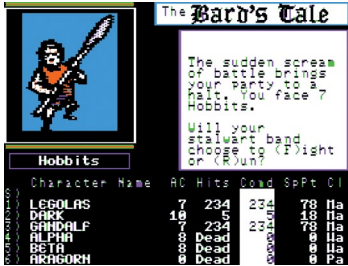 The Bard's Tale
The sudden scream
of battle brings
your party to a
halt. You face 7
Hobbits.
Will your
stalwart band
choose to (F)ight
or (R)un?
Hobbits
Character Name AC Hits Cond SpPt Cl
S)
1) LEGOLAS 7 234 234 78 Ma
2) DARK 10 5 5 18 Ma
3) GANDALF 7 234 234 78 Ma
4) ALPHA 8 Dead 0 0 Wa
5) BETA 8 Dead 0 0 Wa
6) ARAGORN 8 Dead 0 0 Pa